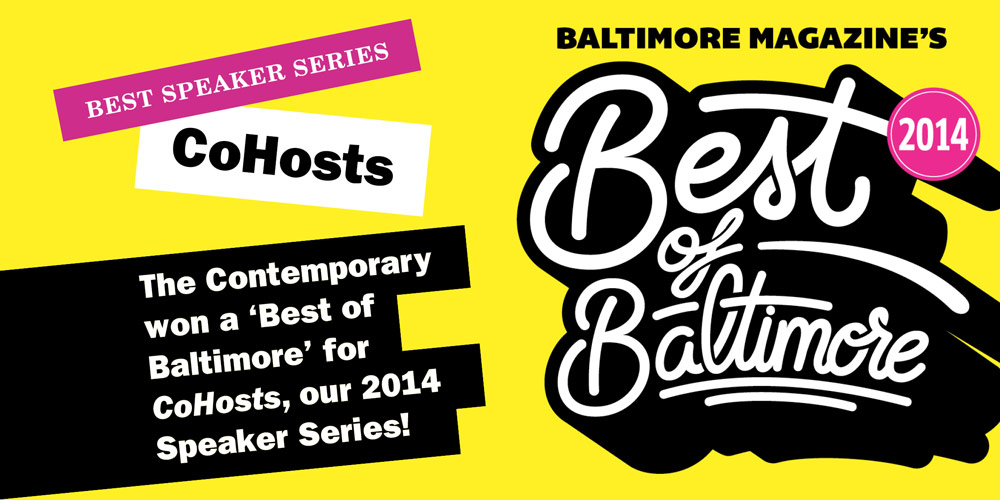 BEST SPEAKER SERIES
CoHosts
The Contemporary
won a ‘Best of
Baltimore’ for
CoHosts, our 2014
Speaker Series!
BALTIMORE MAGAZINE’S
Best
2014
of
Baltimore